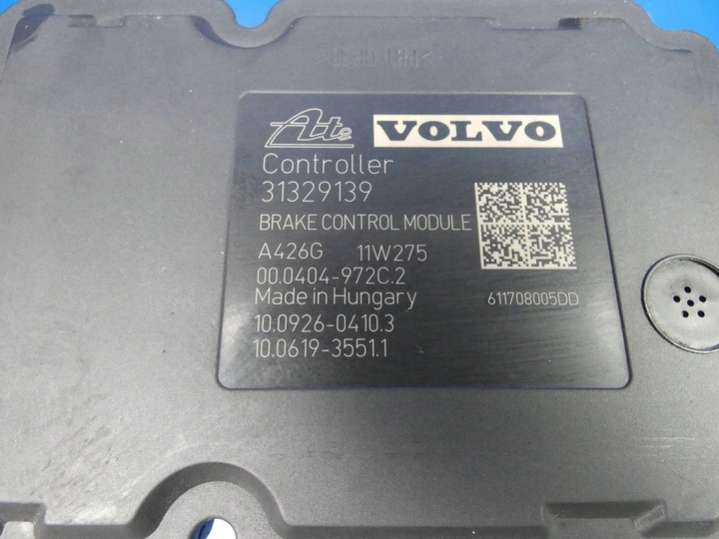 Ate VOLVO
Controller
31329139
BRAKE CONTROL MODULE
A426G 11W275
00.0404-972C.2
Made in Hungary
611708005DD
10.0926-0410.3
10.0619-3551.1